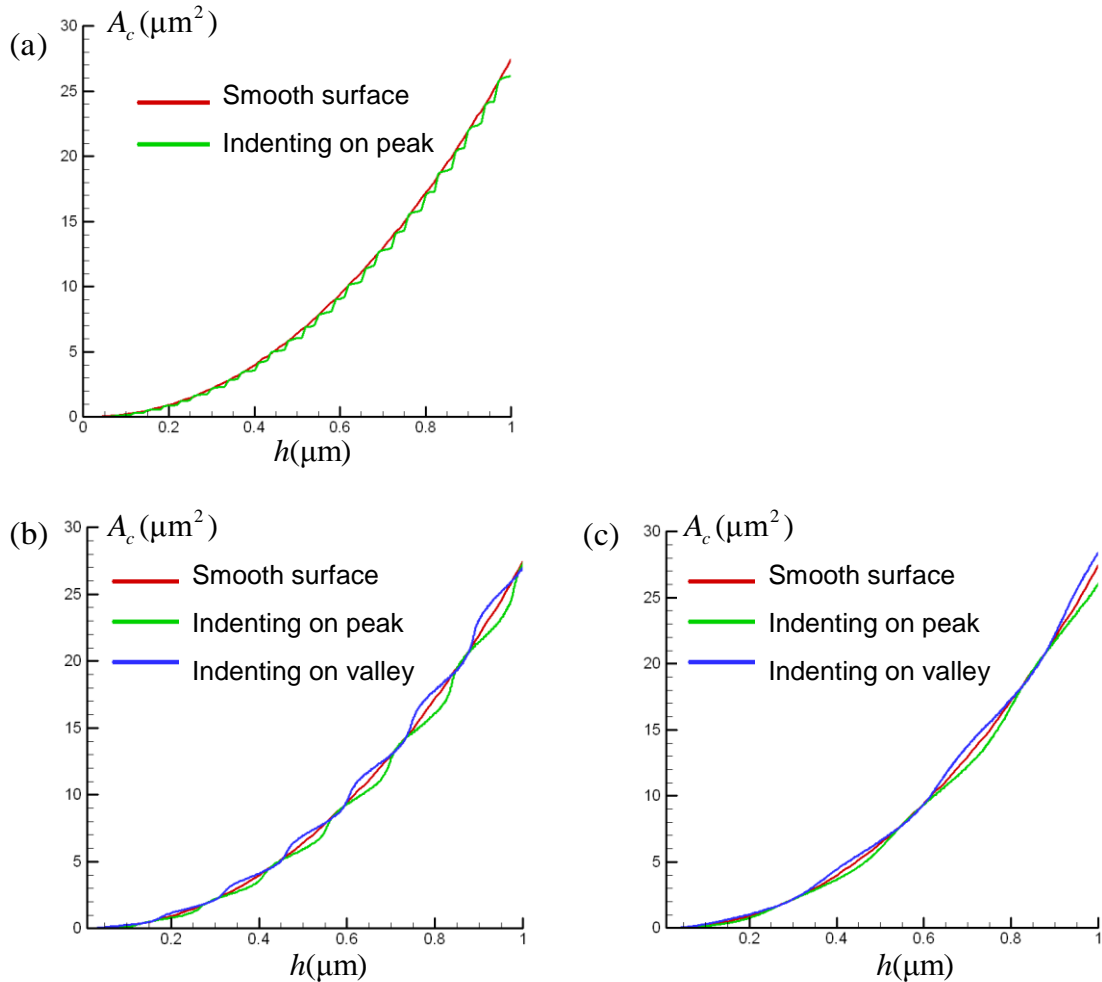 (a)
A_c (µm²)
30
25
20
15
10
5
0
Smooth surface
Indenting on peak
0 0.2 0.4 0.6 0.8 1
h(µm)
(b)
A_c (µm²)
30
25
20
15
10
5
0
Smooth surface
Indenting on peak
Indenting on valley
0.2 0.4 0.6 0.8 1
h(µm)
(c)
A_c (µm²)
30
25
20
15
10
5
0
Smooth surface
Indenting on peak
Indenting on valley
0.2 0.4 0.6 0.8 1
h(µm)